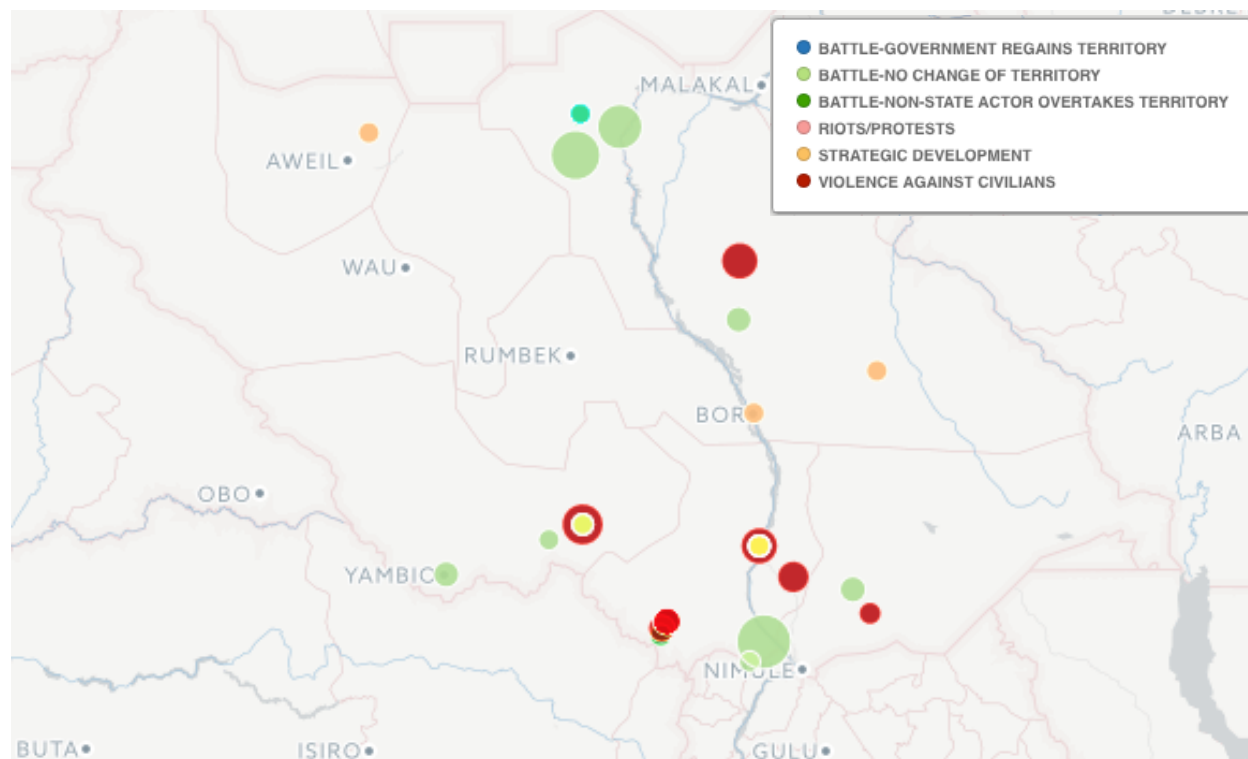 MALAKAL
BATTLE-GOVERNMENT REGAINS TERRITORY
BATTLE-NO CHANGE OF TERRITORY
BATTLE-NON-STATE ACTOR OVERTAKES TERRITORY
RIOTS/PROTESTS
STRATEGIC DEVELOPMENT
VIOLENCE AGAINST CIVILIANS
AWEIL
WAU
RUMBEK
BOR
ARBA
OBO
YAMBIO
NIMULE
BUTA
ISIRO
GULU